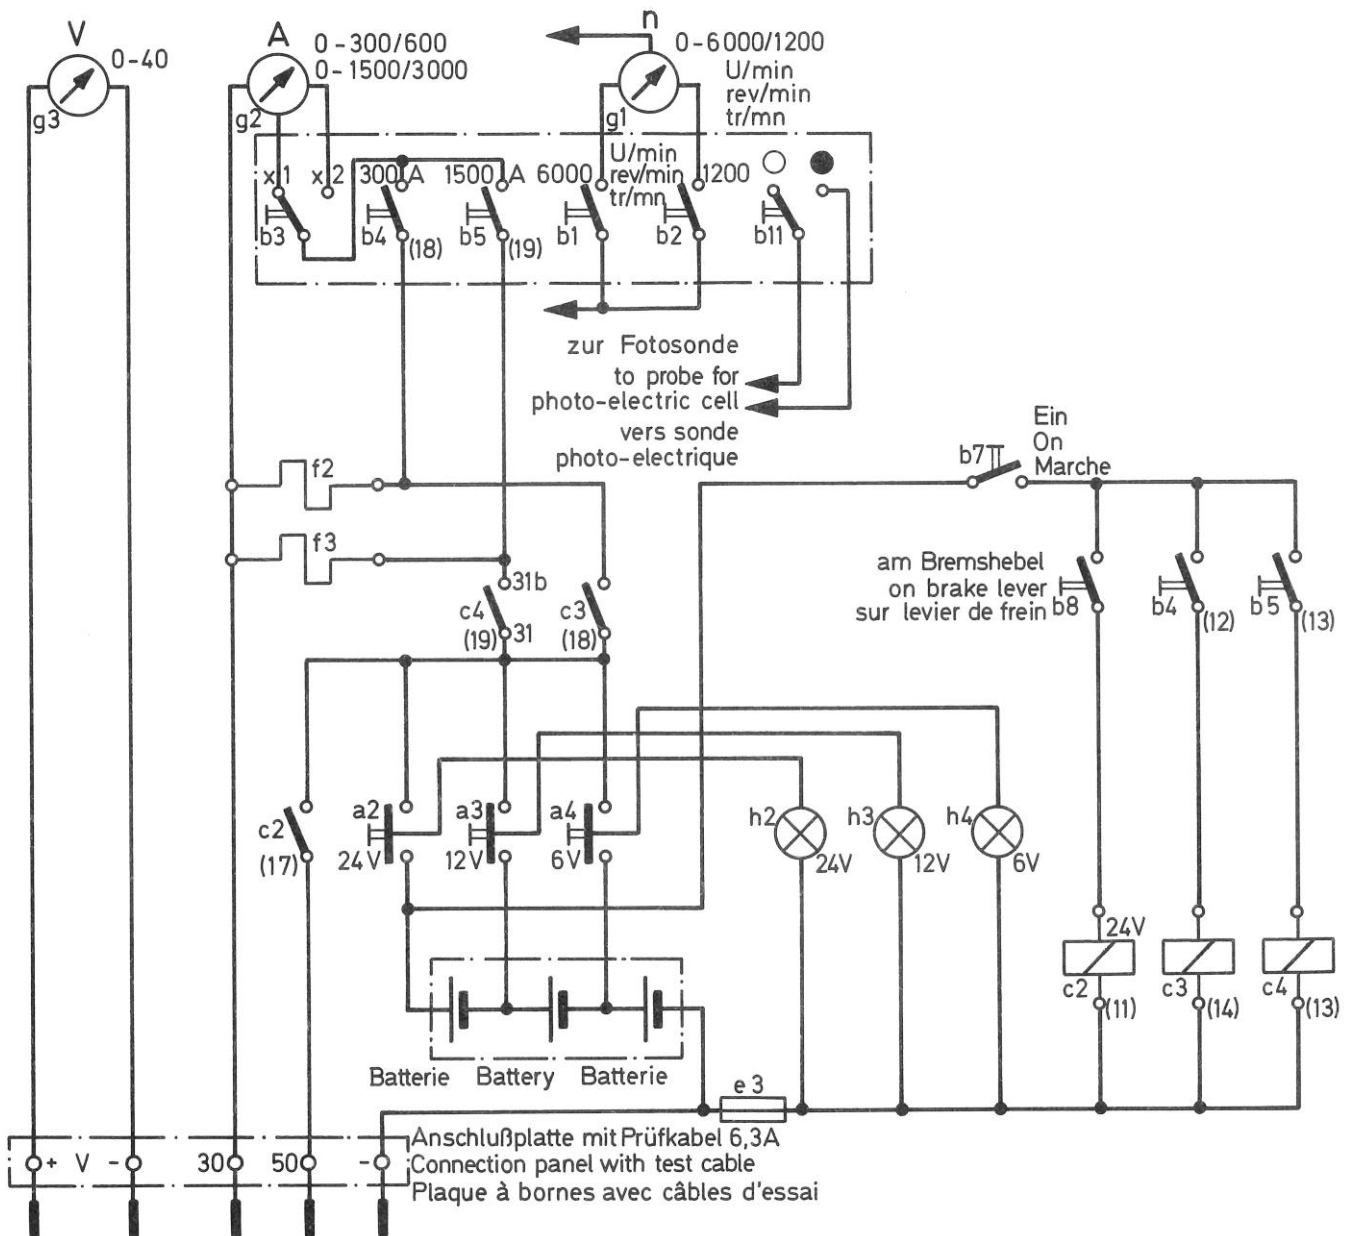 V
0-40
g3
A
0-300/600
0-1500/3000
g2
n
0-6000/1200
U/min
rev/min
tr/mn
g1
x1
x2
300 A
1500 A
6000
U/min
rev/min
tr/mn
1200
b3
b4
(18)
b5
(19)
b1
b2
b11
zur Fotosonde
to probe for
photo-electric cell
vers sonde
photo-electrique
f2
f3
b7
Ein
On
Marche
31b
c4
(19)
31
c3
(18)
am Bremshebel
on brake lever
sur levier de frein
b8
b4
(12)
b5
(13)
c2
(17)
a2
24V
a3
12V
a4
6V
h2
24V
h3
12V
h4
6V
24V
c2
(11)
c3
(14)
c4
(13)
Batterie Battery Batterie
e3
+ V -
30
50
-
Anschlußplatte mit Prüfkabel 6,3A
Connection panel with test cable
Plaque à bornes avec câbles d'essai